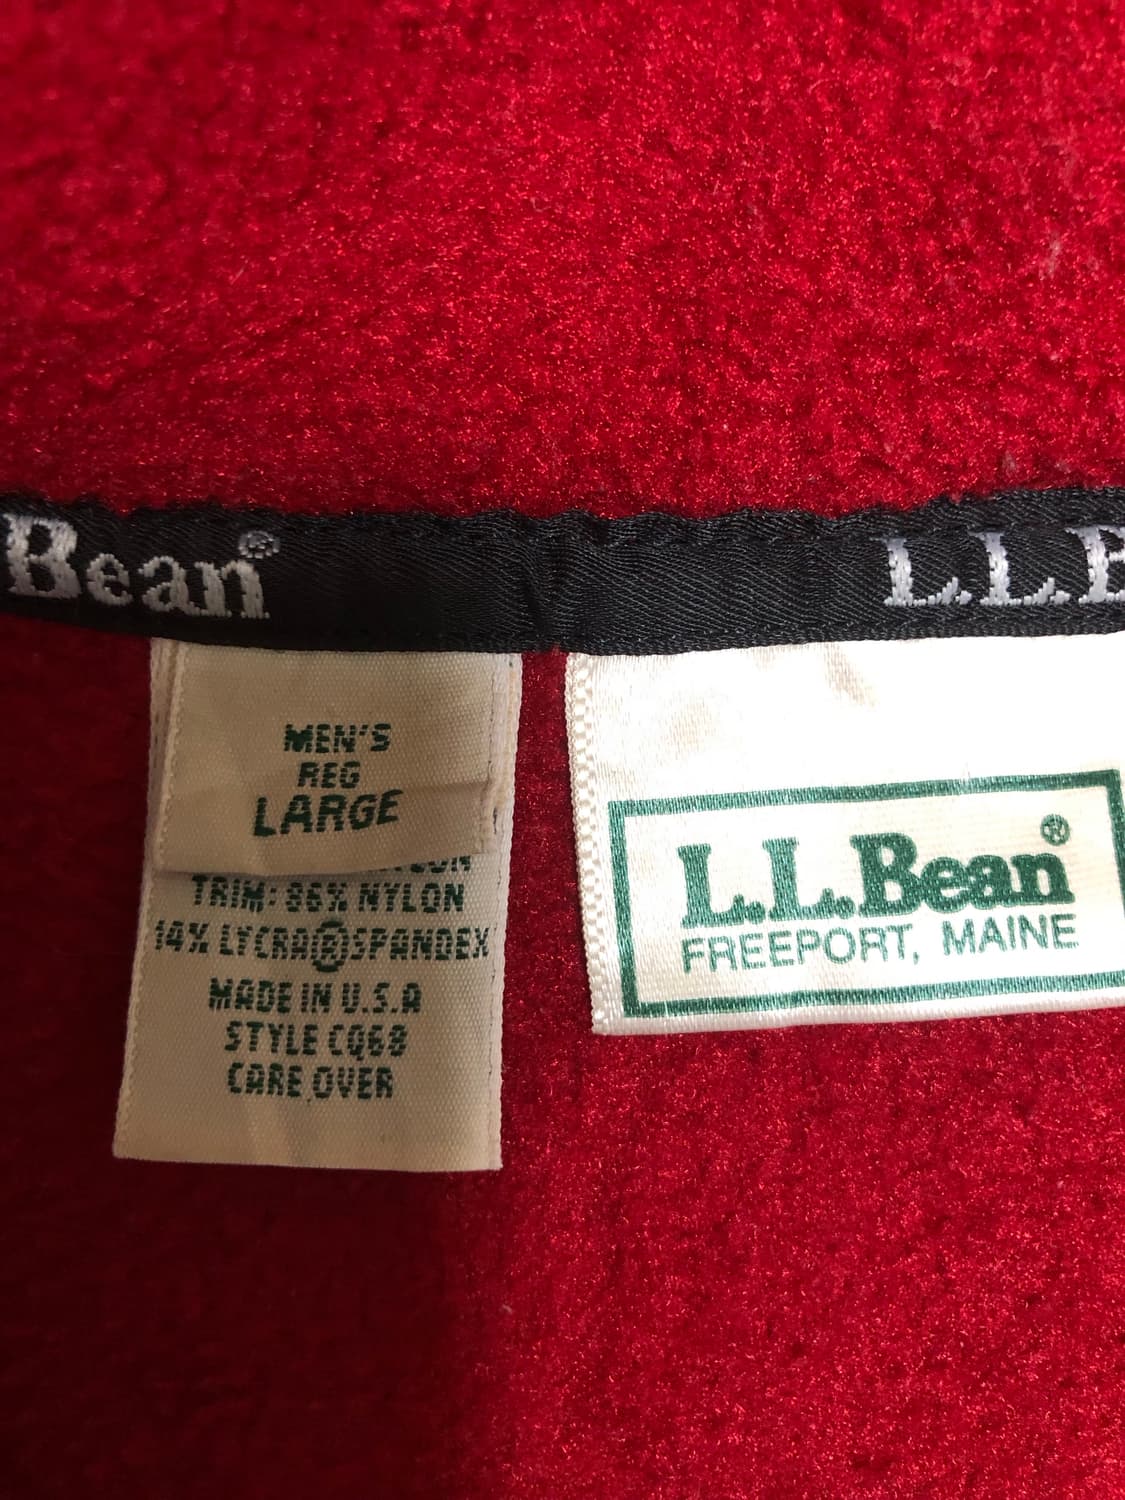 Bean®
L.L.B
MEN'S
REG
LARGE
TRIM: 86% NYLON
14% LYCRA®SPANDEX
MADE IN U.S.A
STYLE CQ68
CARE OVER
L.L.Bean®
FREEPORT, MAINE